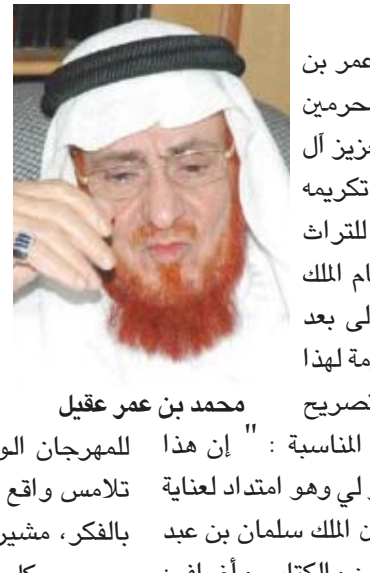 عمر بن
حرمين
عزيز آل
تكريمه
للتراث
ام الملك
لى بعد
مة لهذا
تصريح
محمد بن عمر عقيل
المناسبة : " إن هذا
للمهرجان الو
ر لي وهو امتداد لعناية
تلامس واقع
ن الملك سلمان بن عبد
بالفكر، مشير